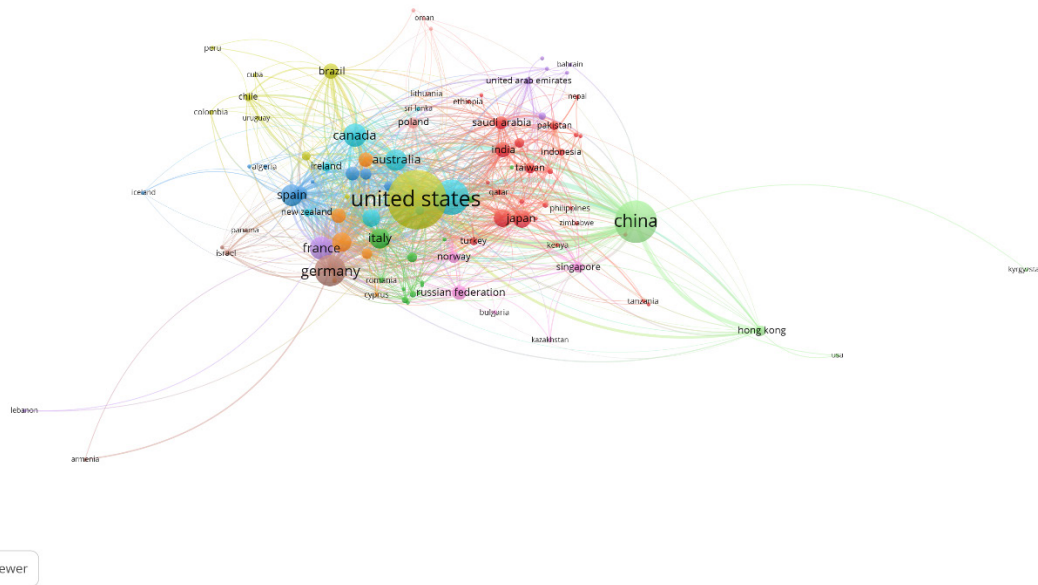 oman
peru
brazil
cuba
bahrain
united arab emirates
chile
lithuania
ethiopia
nepal
colombia
uruguay
sri lanka
poland
saudi arabia
pakistan
canada
india
indonesia
algeria
ireland
australia
taiwan
iceland
spain
united states
qatar
new zealand
philippines
japan
zimbabwe
china
panama
france
italy
turkey
kenya
israel
norway
germany
singapore
kyrgyzsta
romania
cyprus
russian federation
tanzania
bulgaria
hong kong
kazakhstan
usa
lebanon
armenia
ewer